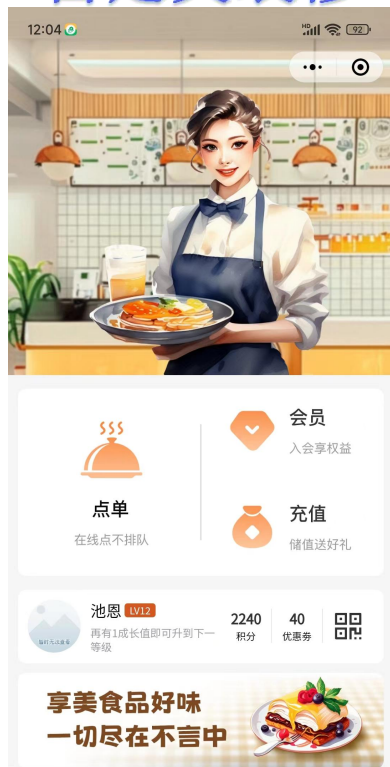 12:04
HD
92
点单
在线点不排队
会员
入会享权益
充值
储值送好礼
池恩 LV12
再有1成长值即可升到下一
等级
2240
积分
40
优惠券
享美食品好味
一切尽在不言中